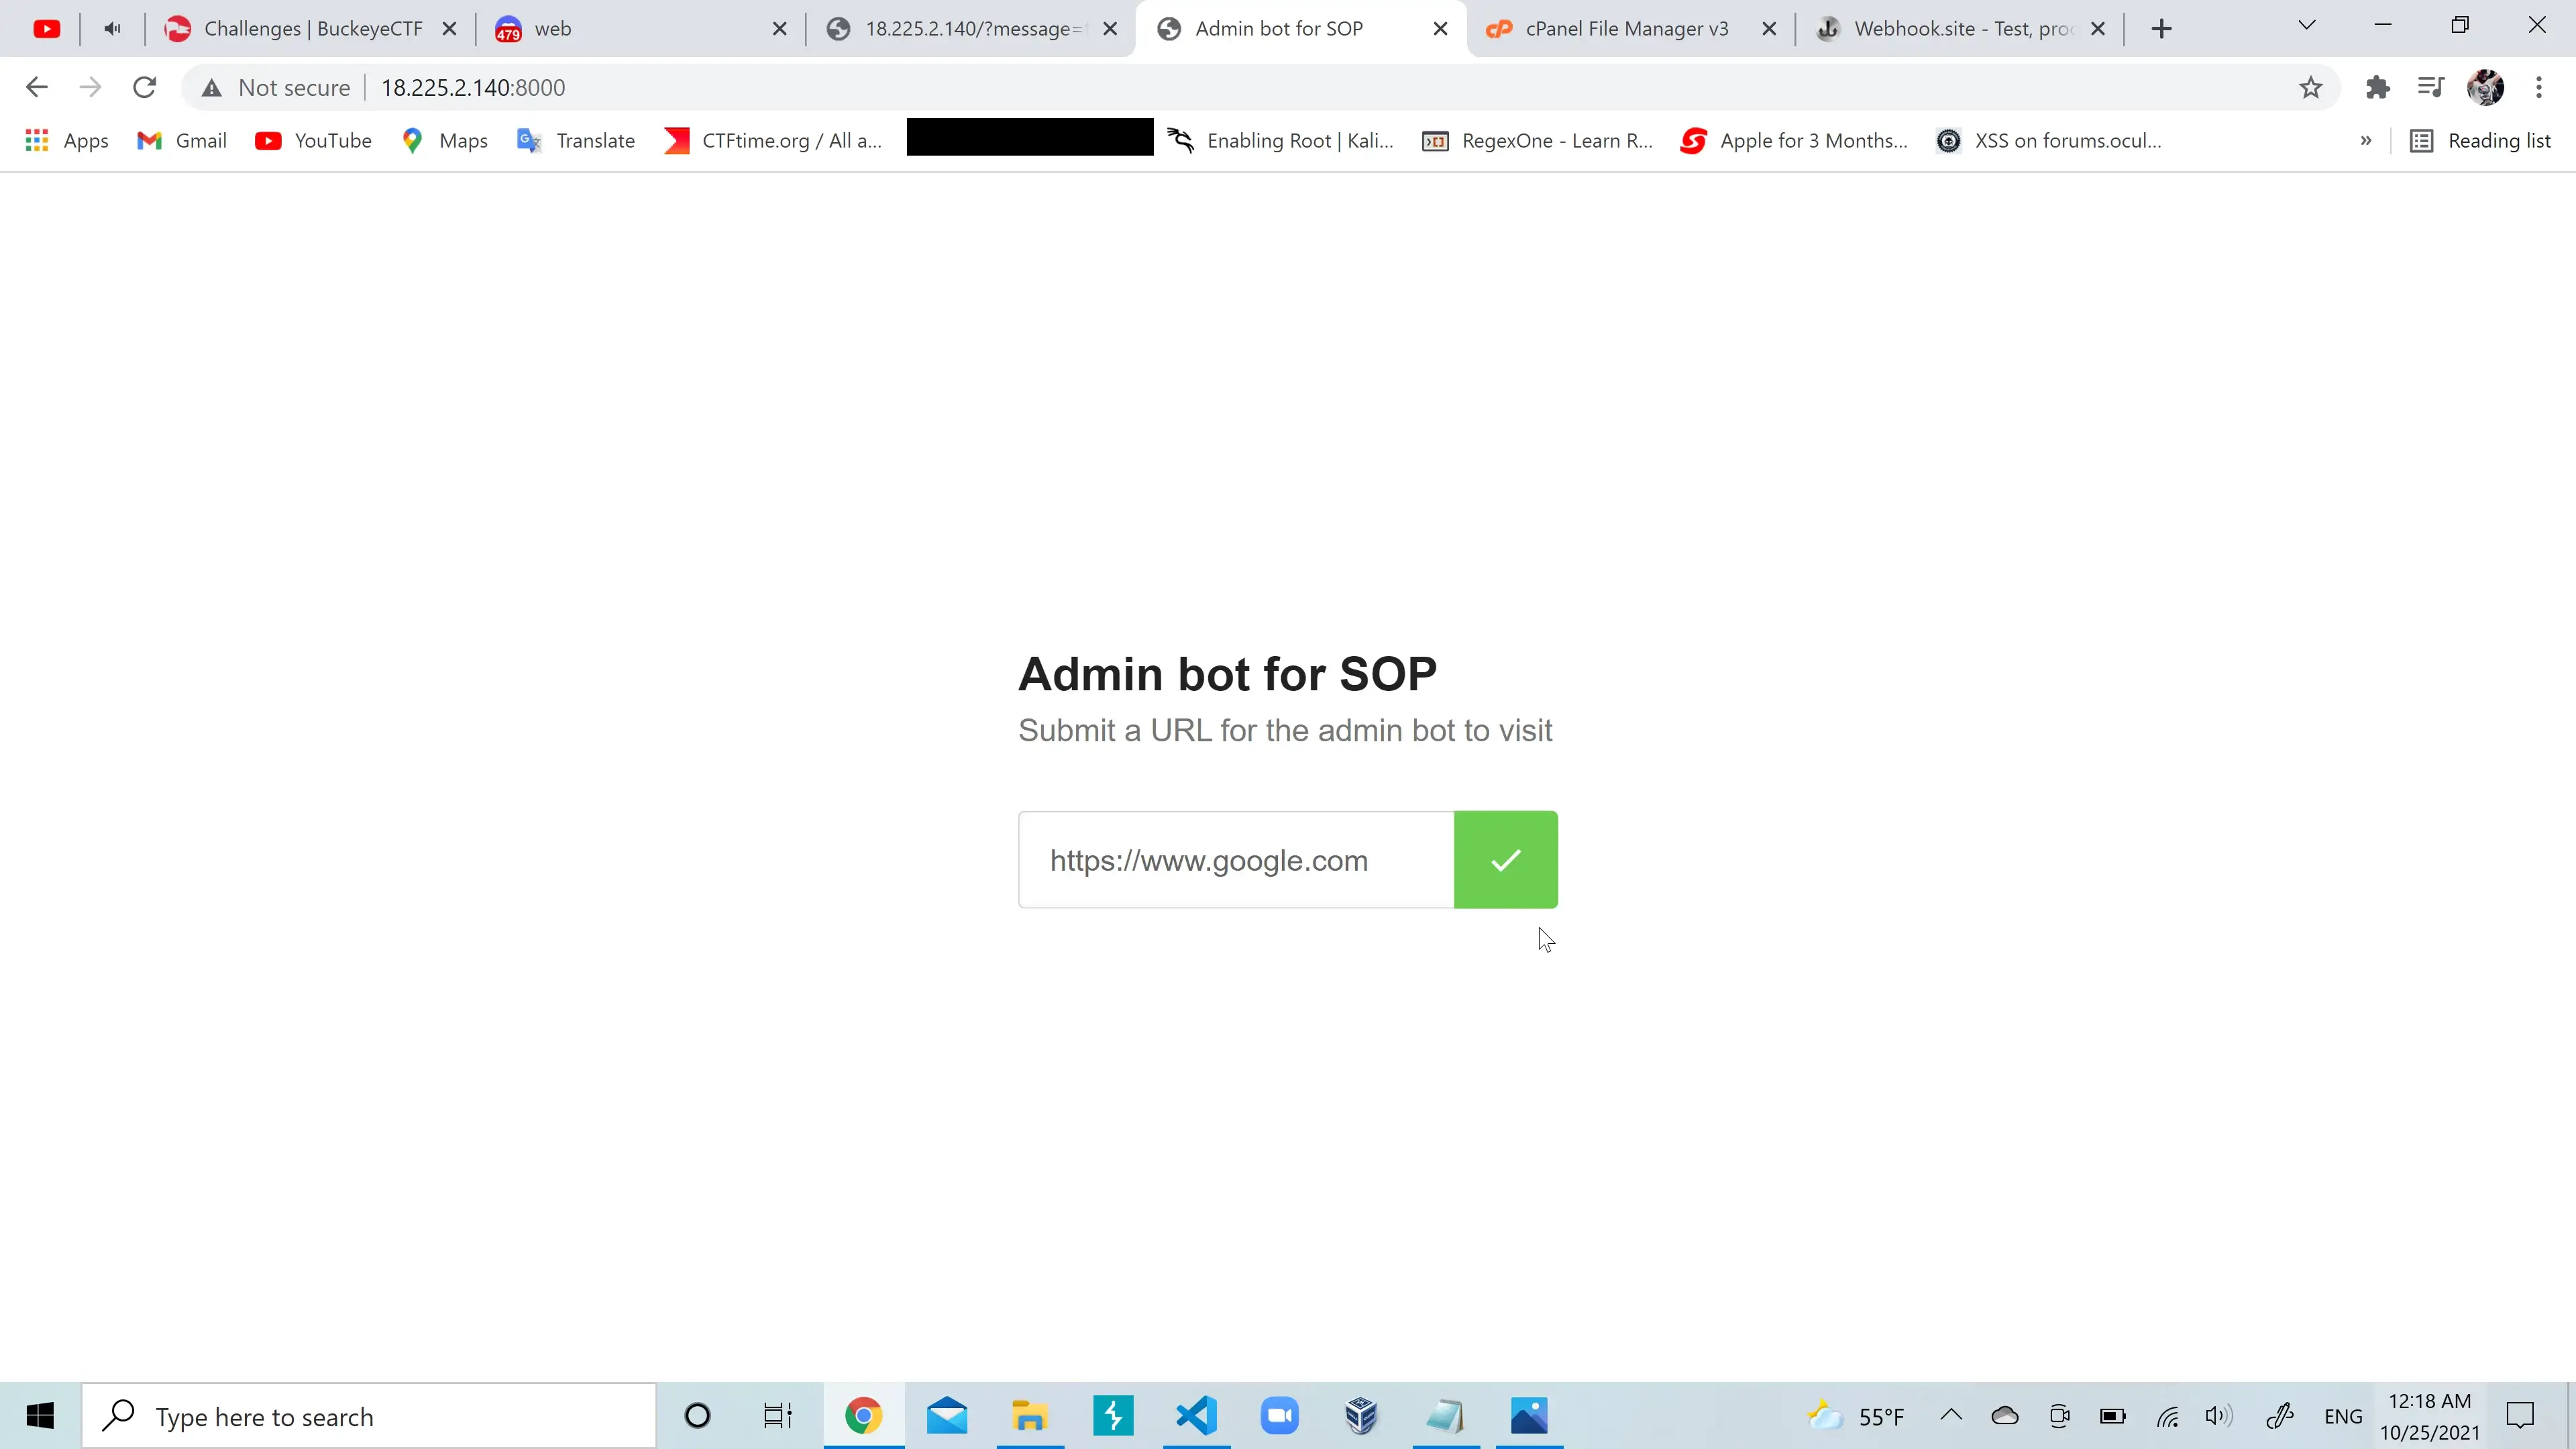 Challenges | BuckeyeCTF
479 web
18.225.2.140/?message=
Admin bot for SOP
cPanel File Manager v3
Webhook.site - Test, proc
Not secure
18.225.2.140:8000
Apps
Gmail
YouTube
Maps
Translate
CTFtime.org / All a...
Enabling Root | Kali...
RegexOne - Learn R...
Apple for 3 Months...
XSS on forums.ocul...
»
Reading list
Admin bot for SOP
Submit a URL for the admin bot to visit
https://www.google.com
Type here to search
55°F
ENG
12:18 AM
10/25/2021